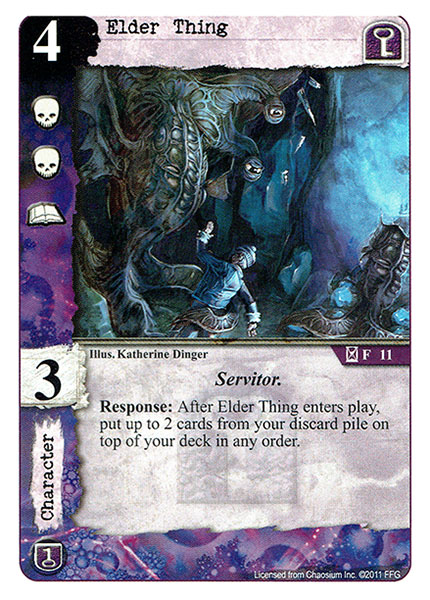 4
Elder Thing
Illus. Katherine Dinger
F 11
3
Servitor.
Response: After Elder Thing enters play,
put up to 2 cards from your discard pile on
top of your deck in any order.
Character
1
Licensed from Chaosium Inc. ©2011 FFG